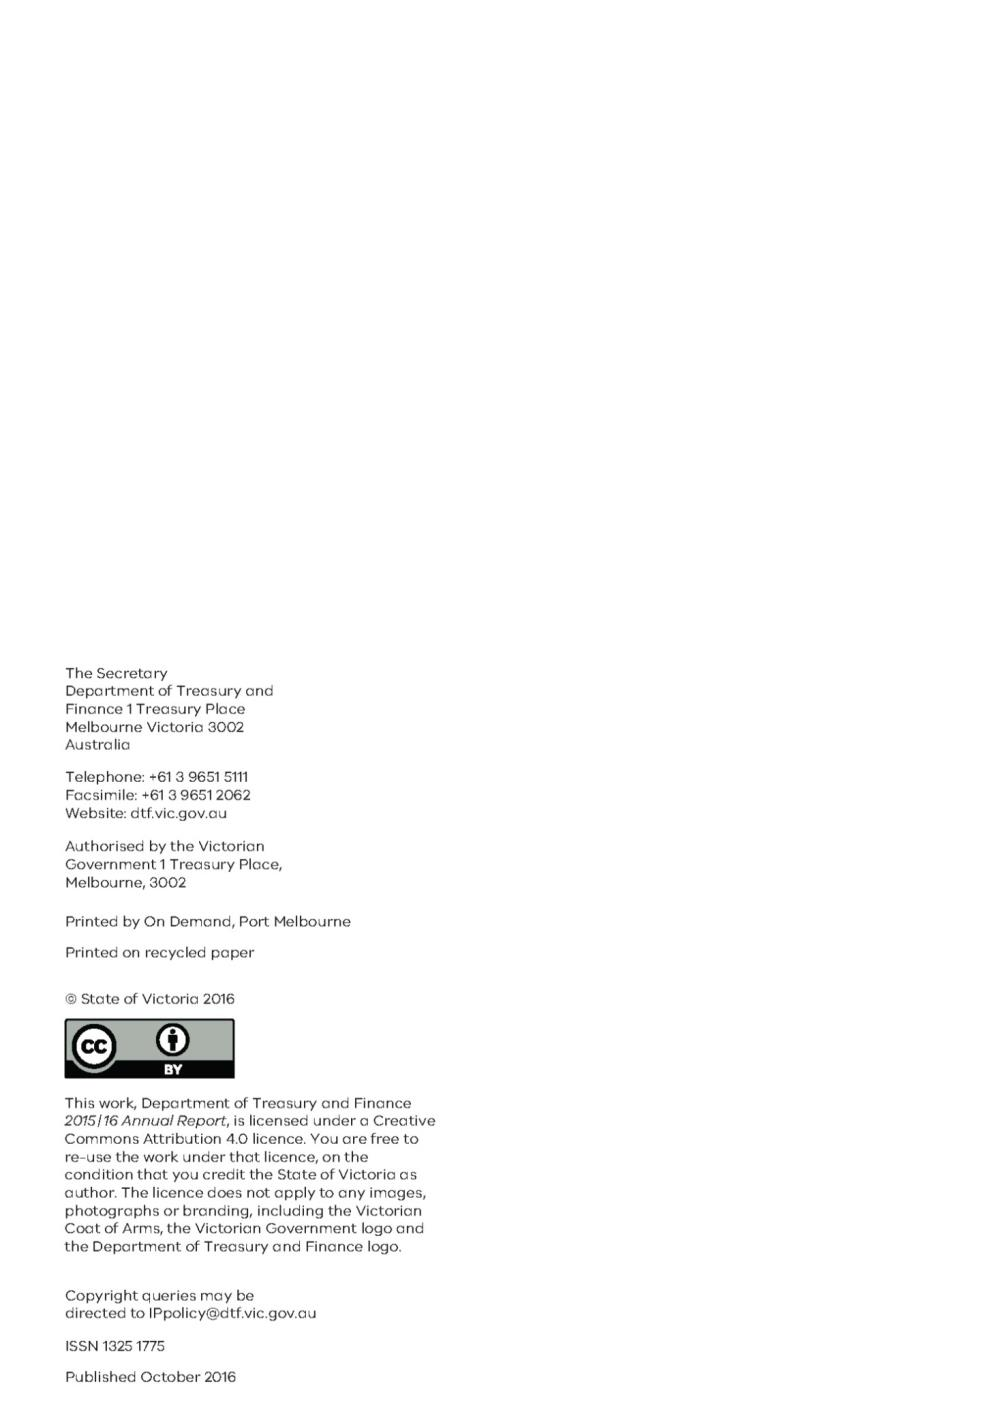 The Secretary
Department of Treasury and
Finance 1 Treasury Place
Melbourne Victoria 3002
Australia
Telephone: +61 3 9651 5111
Facsimile: +61 3 9651 2062
Website: dtf.vic.gov.au
Authorised by the Victorian
Government 1 Treasury Place,
Melbourne, 3002
Printed by On Demand, Port Melbourne
Printed on recycled paper
© State of Victoria 2016
cc
BY
This work, Department of Treasury and Finance
2015/16 Annual Report, is licensed under a Creative
Commons Attribution 4.0 licence. You are free to
re-use the work under that licence, on the
condition that you credit the State of Victoria as
author. The licence does not apply to any images,
photographs or branding, including the Victorian
Coat of Arms, the Victorian Government logo and
the Department of Treasury and Finance logo.
Copyright queries may be
directed to IPpolicy@dtf.vic.gov.au
ISSN 1325 1775
Published October 2016